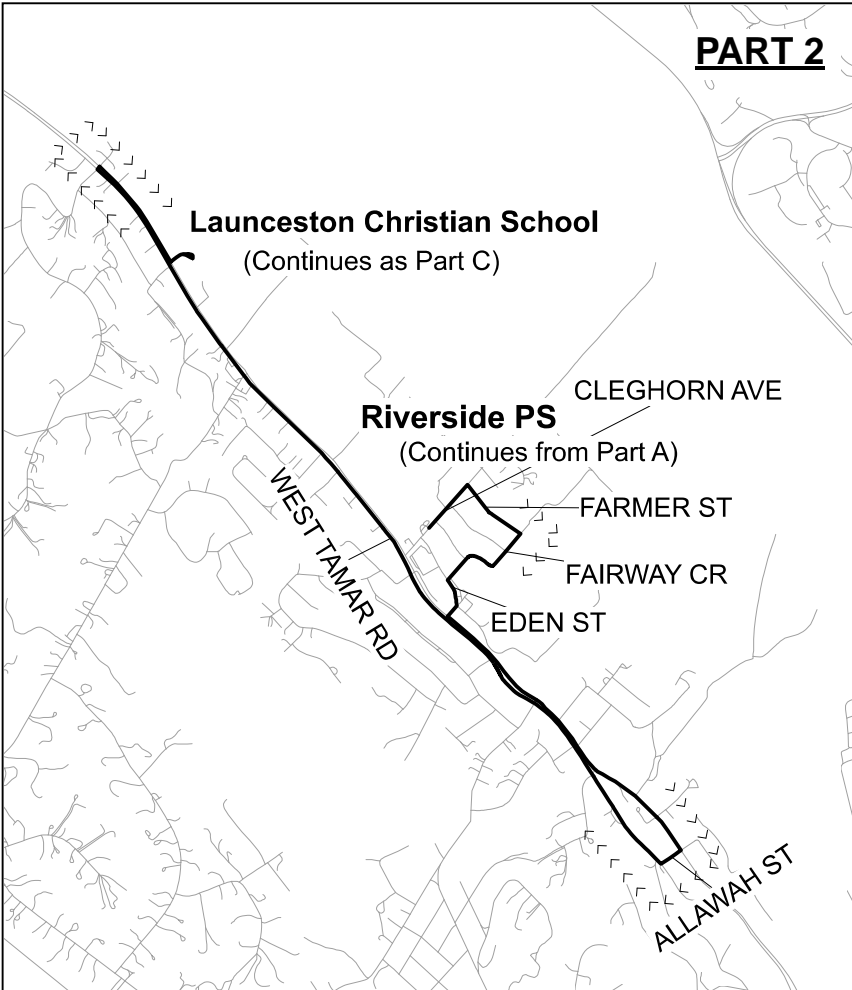 PART 2
Launceston Christian School
(Continues as Part C)
CLEGHORN AVE
Riverside PS
(Continues from Part A)
WEST TAMAR RD
FARMER ST
FAIRWAY CR
EDEN ST
ALLAWAH ST